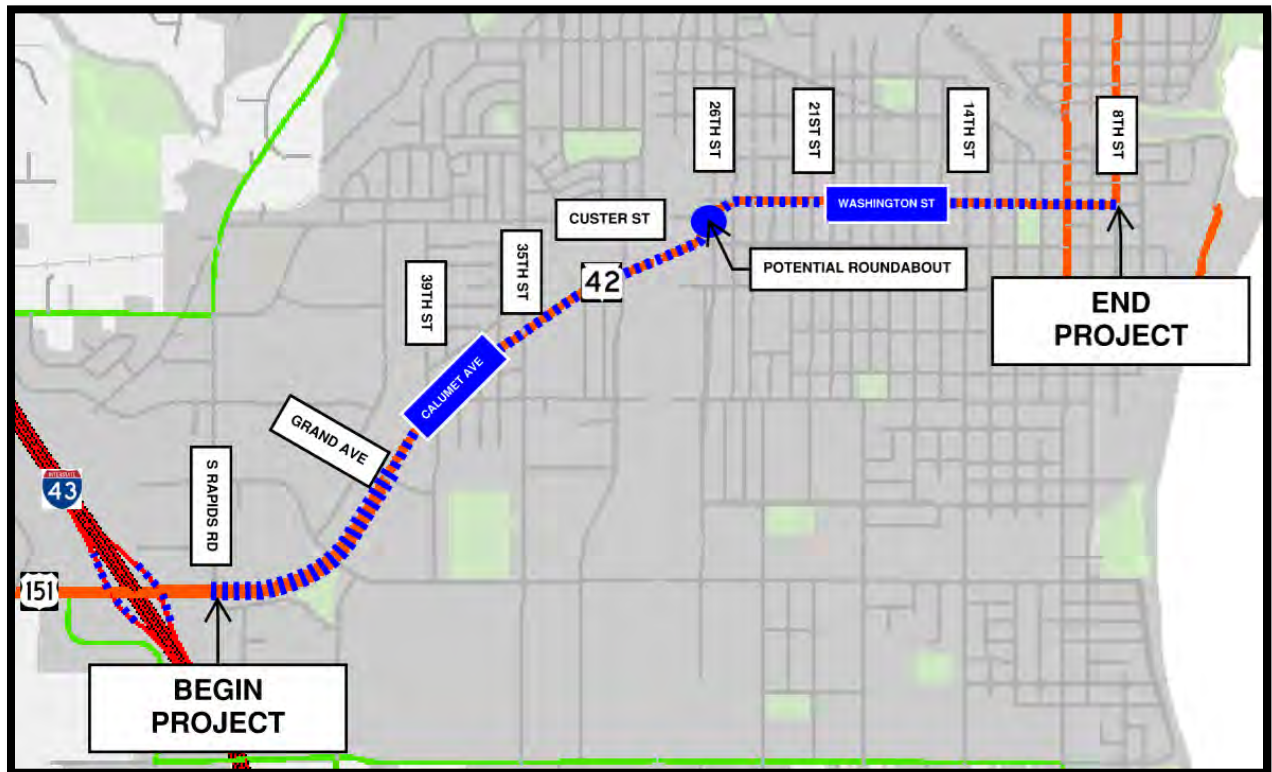 26TH ST
21ST ST
14TH ST
8TH ST
WASHINGTON ST
CUSTER ST
35TH ST
POTENTIAL ROUNDABOUT
42
39TH ST
END
PROJECT
CALUMET AVE
GRAND AVE
S RAPIDS RD
INTERSTATE
43
151
BEGIN
PROJECT